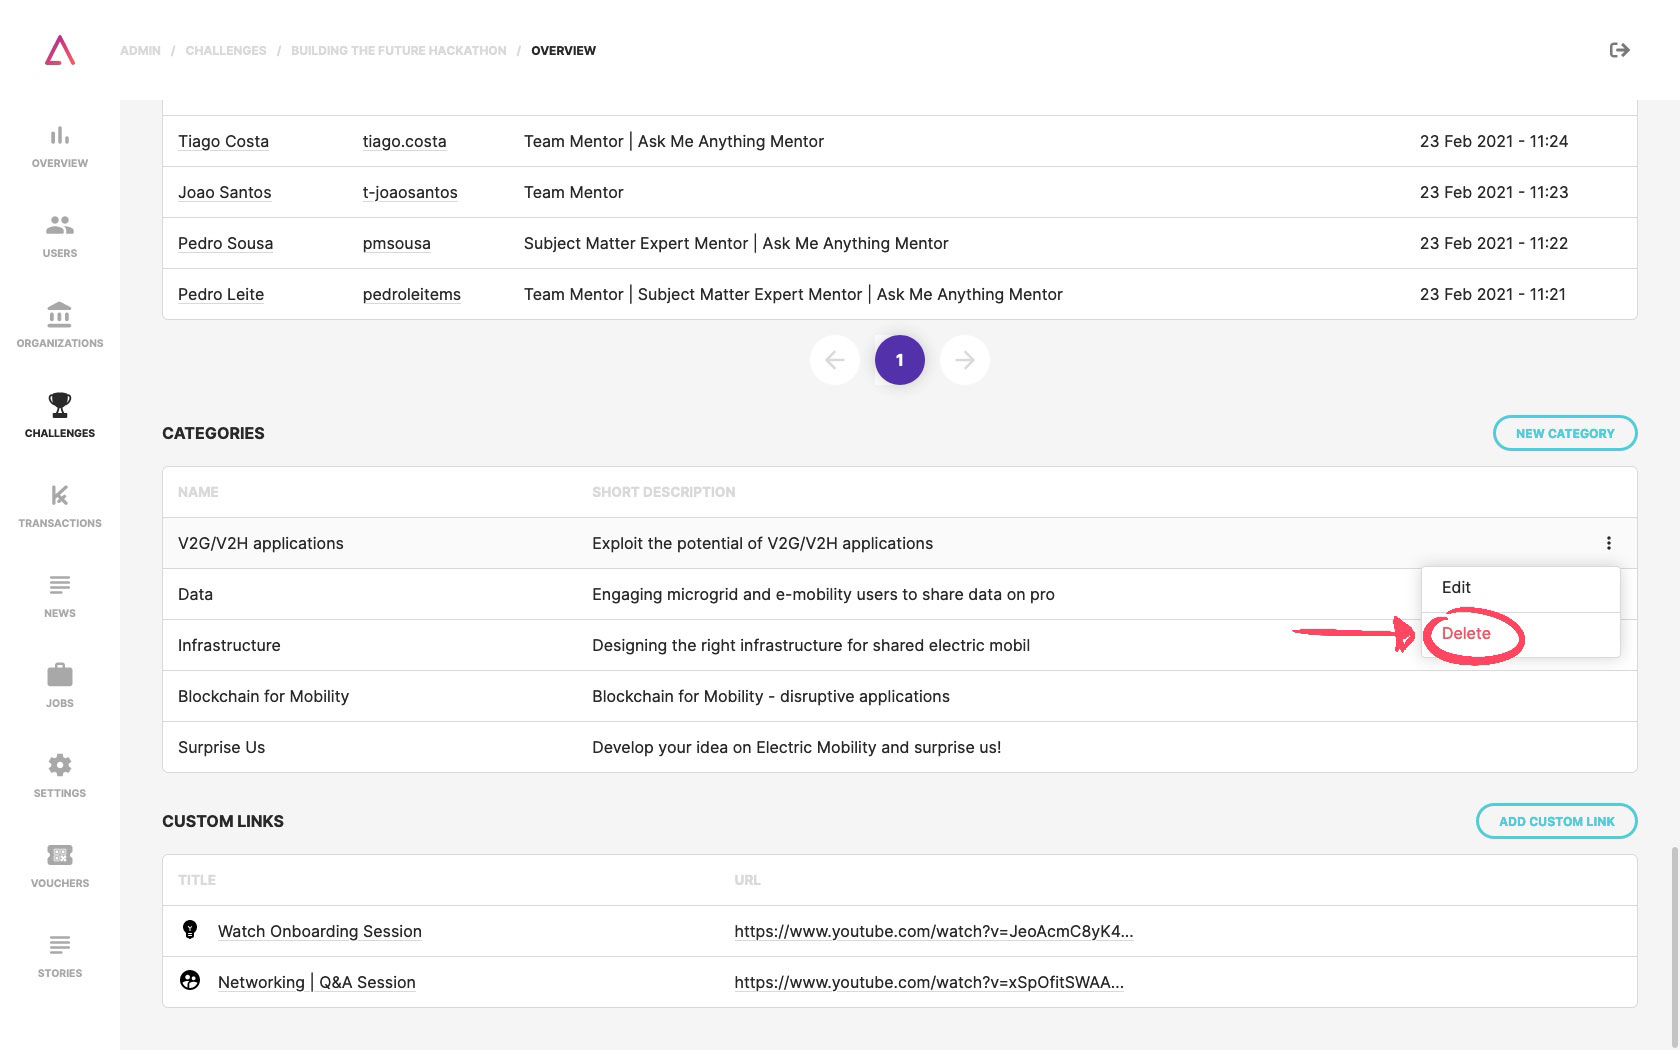 ADMIN / CHALLENGES / BUILDING THE FUTURE HACKATHON / OVERVIEW
OVERVIEW
USERS
ORGANIZATIONS
CHALLENGES
TRANSACTIONS
NEWS
JOBS
SETTINGS
VOUCHERS
STORIES
Tiago Costa tiago.costa Team Mentor | Ask Me Anything Mentor 23 Feb 2021 - 11:24
Joao Santos t-joaosantos Team Mentor 23 Feb 2021 - 11:23
Pedro Sousa pmsousa Subject Matter Expert Mentor | Ask Me Anything Mentor 23 Feb 2021 - 11:22
Pedro Leite pedroleitems Team Mentor | Subject Matter Expert Mentor | Ask Me Anything Mentor 23 Feb 2021 - 11:21
1
CATEGORIES NEW CATEGORY
NAME SHORT DESCRIPTION
V2G/V2H applications Exploit the potential of V2G/V2H applications
Edit
Data Engaging microgrid and e-mobility users to share data on pro
Delete
Infrastructure Designing the right infrastructure for shared electric mobil
Blockchain for Mobility Blockchain for Mobility - disruptive applications
Surprise Us Develop your idea on Electric Mobility and surprise us!
CUSTOM LINKS ADD CUSTOM LINK
TITLE URL
Watch Onboarding Session https://www.youtube.com/watch?v=JeoAcmC8yK4...
Networking | Q&A Session https://www.youtube.com/watch?v=xSpOfitSWAA...